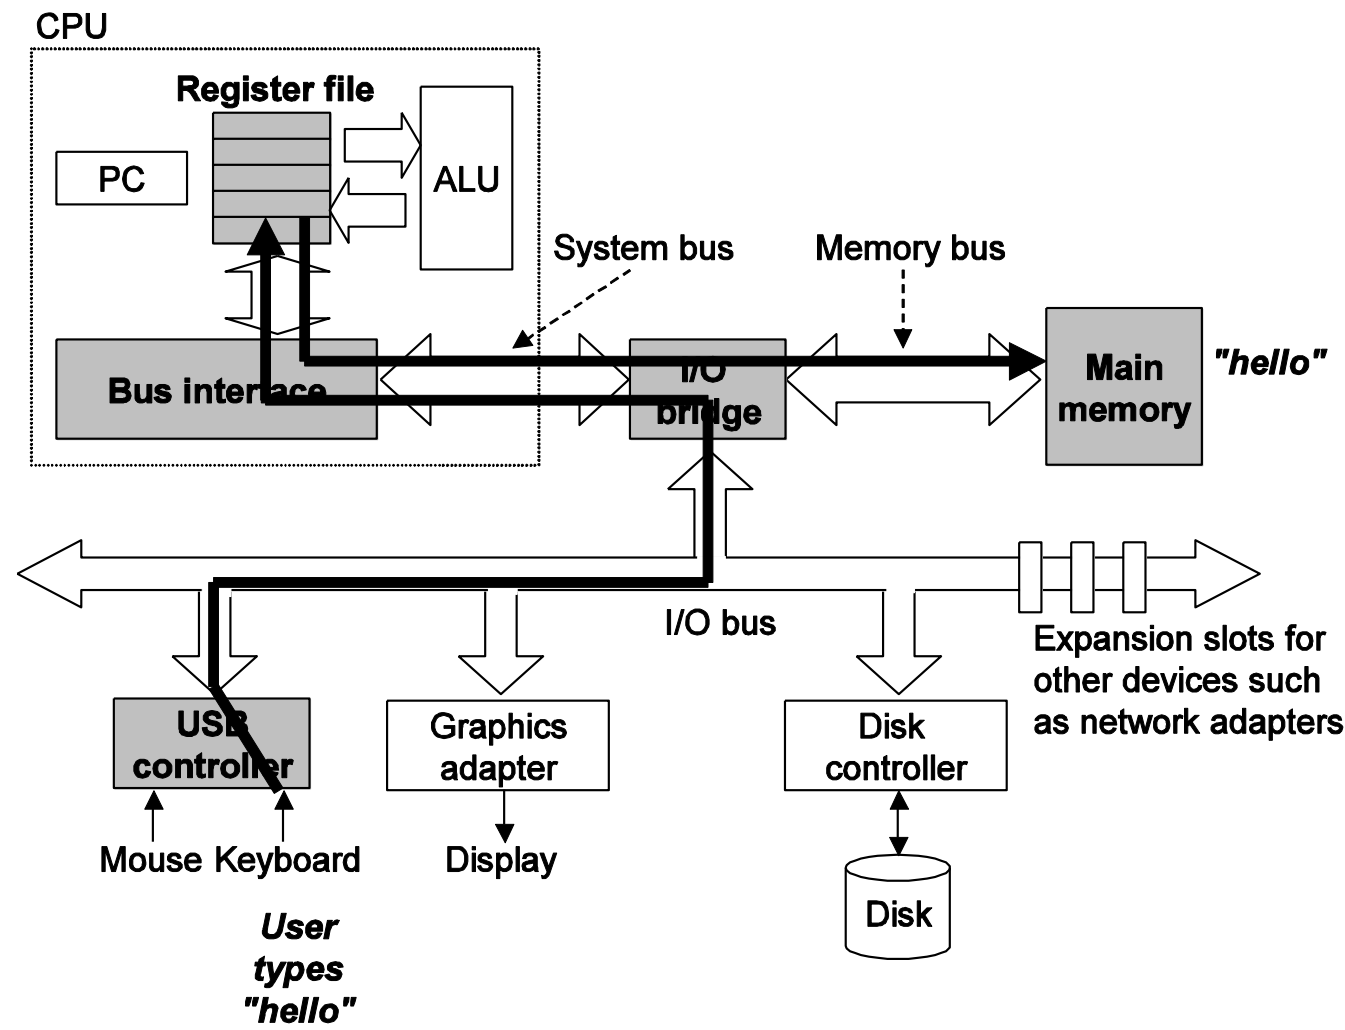 CPU
Register file
PC
ALU
System bus
Memory bus
Bus interface
I/O
bridge
Main
memory
"hello"
I/O bus
Expansion slots for
other devices such
as network adapters
USB
controller
Graphics
adapter
Disk
controller
Mouse
Keyboard
Display
Disk
User
types
"hello"